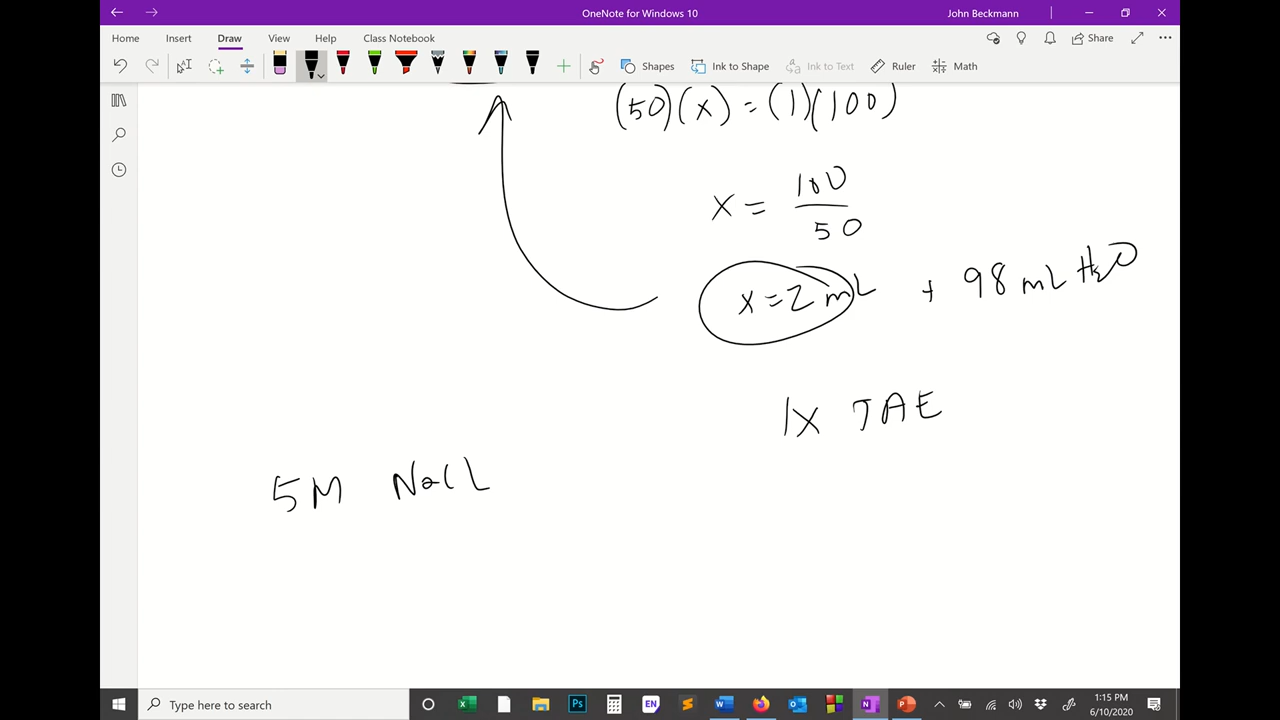 OneNote for Windows 10
John Beckmann
Home Insert Draw View Help Class Notebook
Share
Shapes Ink to Shape Ink to Text Ruler Math
(50)(x) = (1)(100)
x = 100
50
x = 2 mL + 98 mL H2O
1X TAE
5M NaCl
Type here to search
EN
1:15 PM
6/10/2020